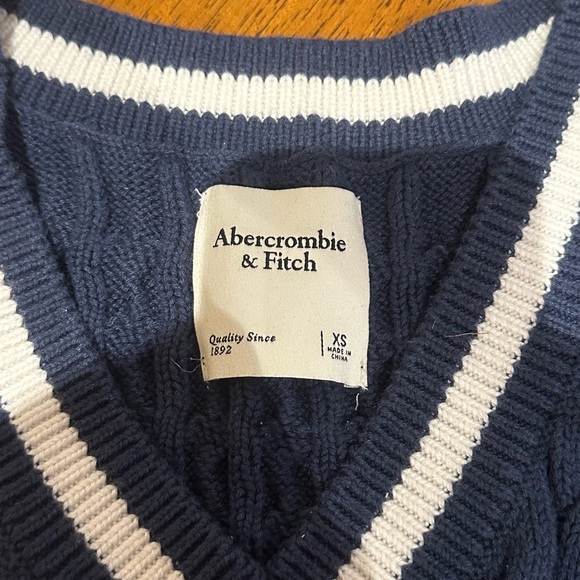 Abercrombie
& Fitch
Quality Since
1892
XS
MADE IN
CHINA